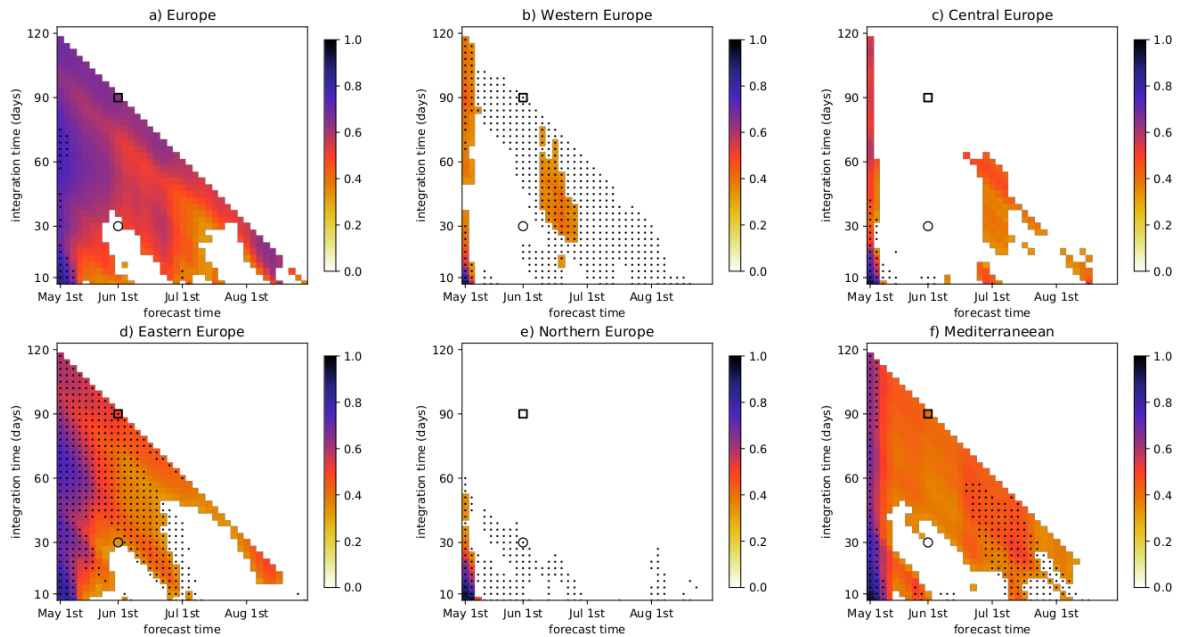 a) Europe
b) Western Europe
c) Central Europe
120
90
60
30
10
integration time (days)
May 1st Jun 1st Jul 1st Aug 1st
forecast time
1.0
0.8
0.6
0.4
0.2
0.0
120
90
60
30
10
integration time (days)
May 1st Jun 1st Jul 1st Aug 1st
forecast time
1.0
0.8
0.6
0.4
0.2
0.0
120
90
60
30
10
integration time (days)
May 1st Jun 1st Jul 1st Aug 1st
forecast time
1.0
0.8
0.6
0.4
0.2
0.0
d) Eastern Europe
e) Northern Europe
f) Mediterraneean
120
90
60
30
10
integration time (days)
May 1st Jun 1st Jul 1st Aug 1st
forecast time
1.0
0.8
0.6
0.4
0.2
0.0
120
90
60
30
10
integration time (days)
May 1st Jun 1st Jul 1st Aug 1st
forecast time
1.0
0.8
0.6
0.4
0.2
0.0
120
90
60
30
10
integration time (days)
May 1st Jun 1st Jul 1st Aug 1st
forecast time
1.0
0.8
0.6
0.4
0.2
0.0